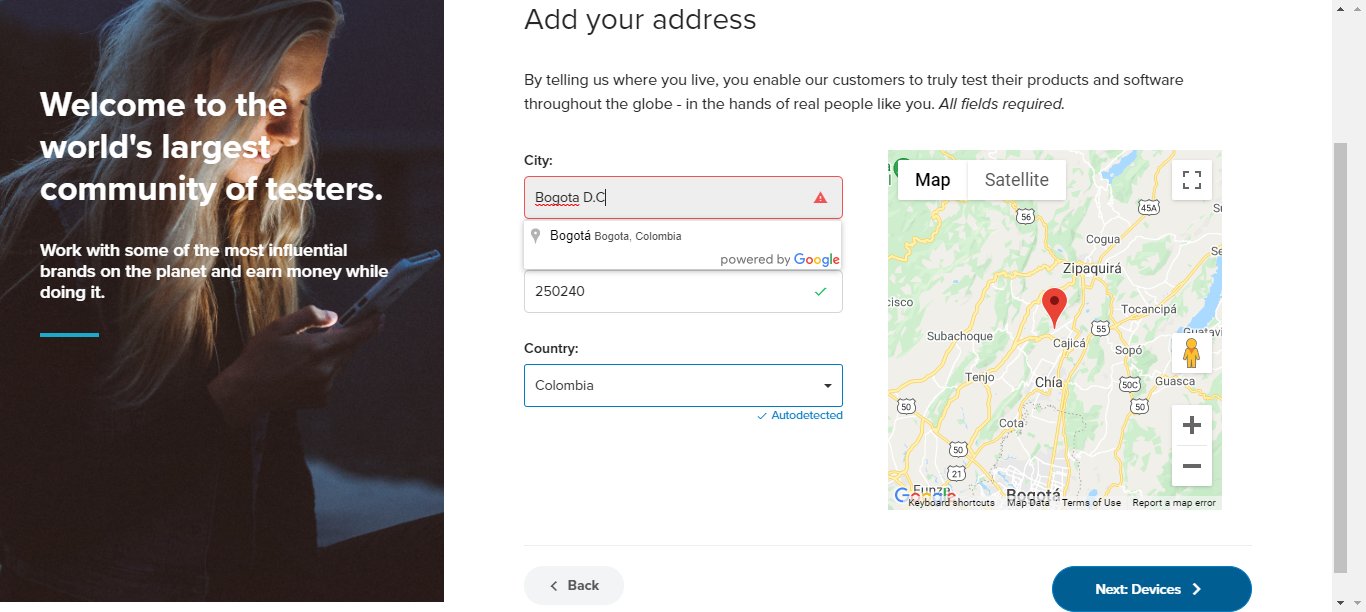 Add your address
Welcome to the
world's largest
community of testers.
Work with some of the most influential
brands on the planet and earn money while
doing it.
By telling us where you live, you enable our customers to truly test their products and software
throughout the globe - in the hands of real people like you. All fields required.
City:
Bogota D.C
Bogotá Bogota, Colombia
powered by Google
250240
Country:
Colombia
Autodetected
Map
Satellite
56
45A
Cogua
Zipaquirá
Tocancipá
55
Subachoque
Cajicá
Sopó
Tenjo
Chía
50C
Guasca
50
50
Cota
50
21
Bogotá
Google
Keyboard shortcuts
Map Data
Terms of Use
Report a map error
Back
Next: Devices